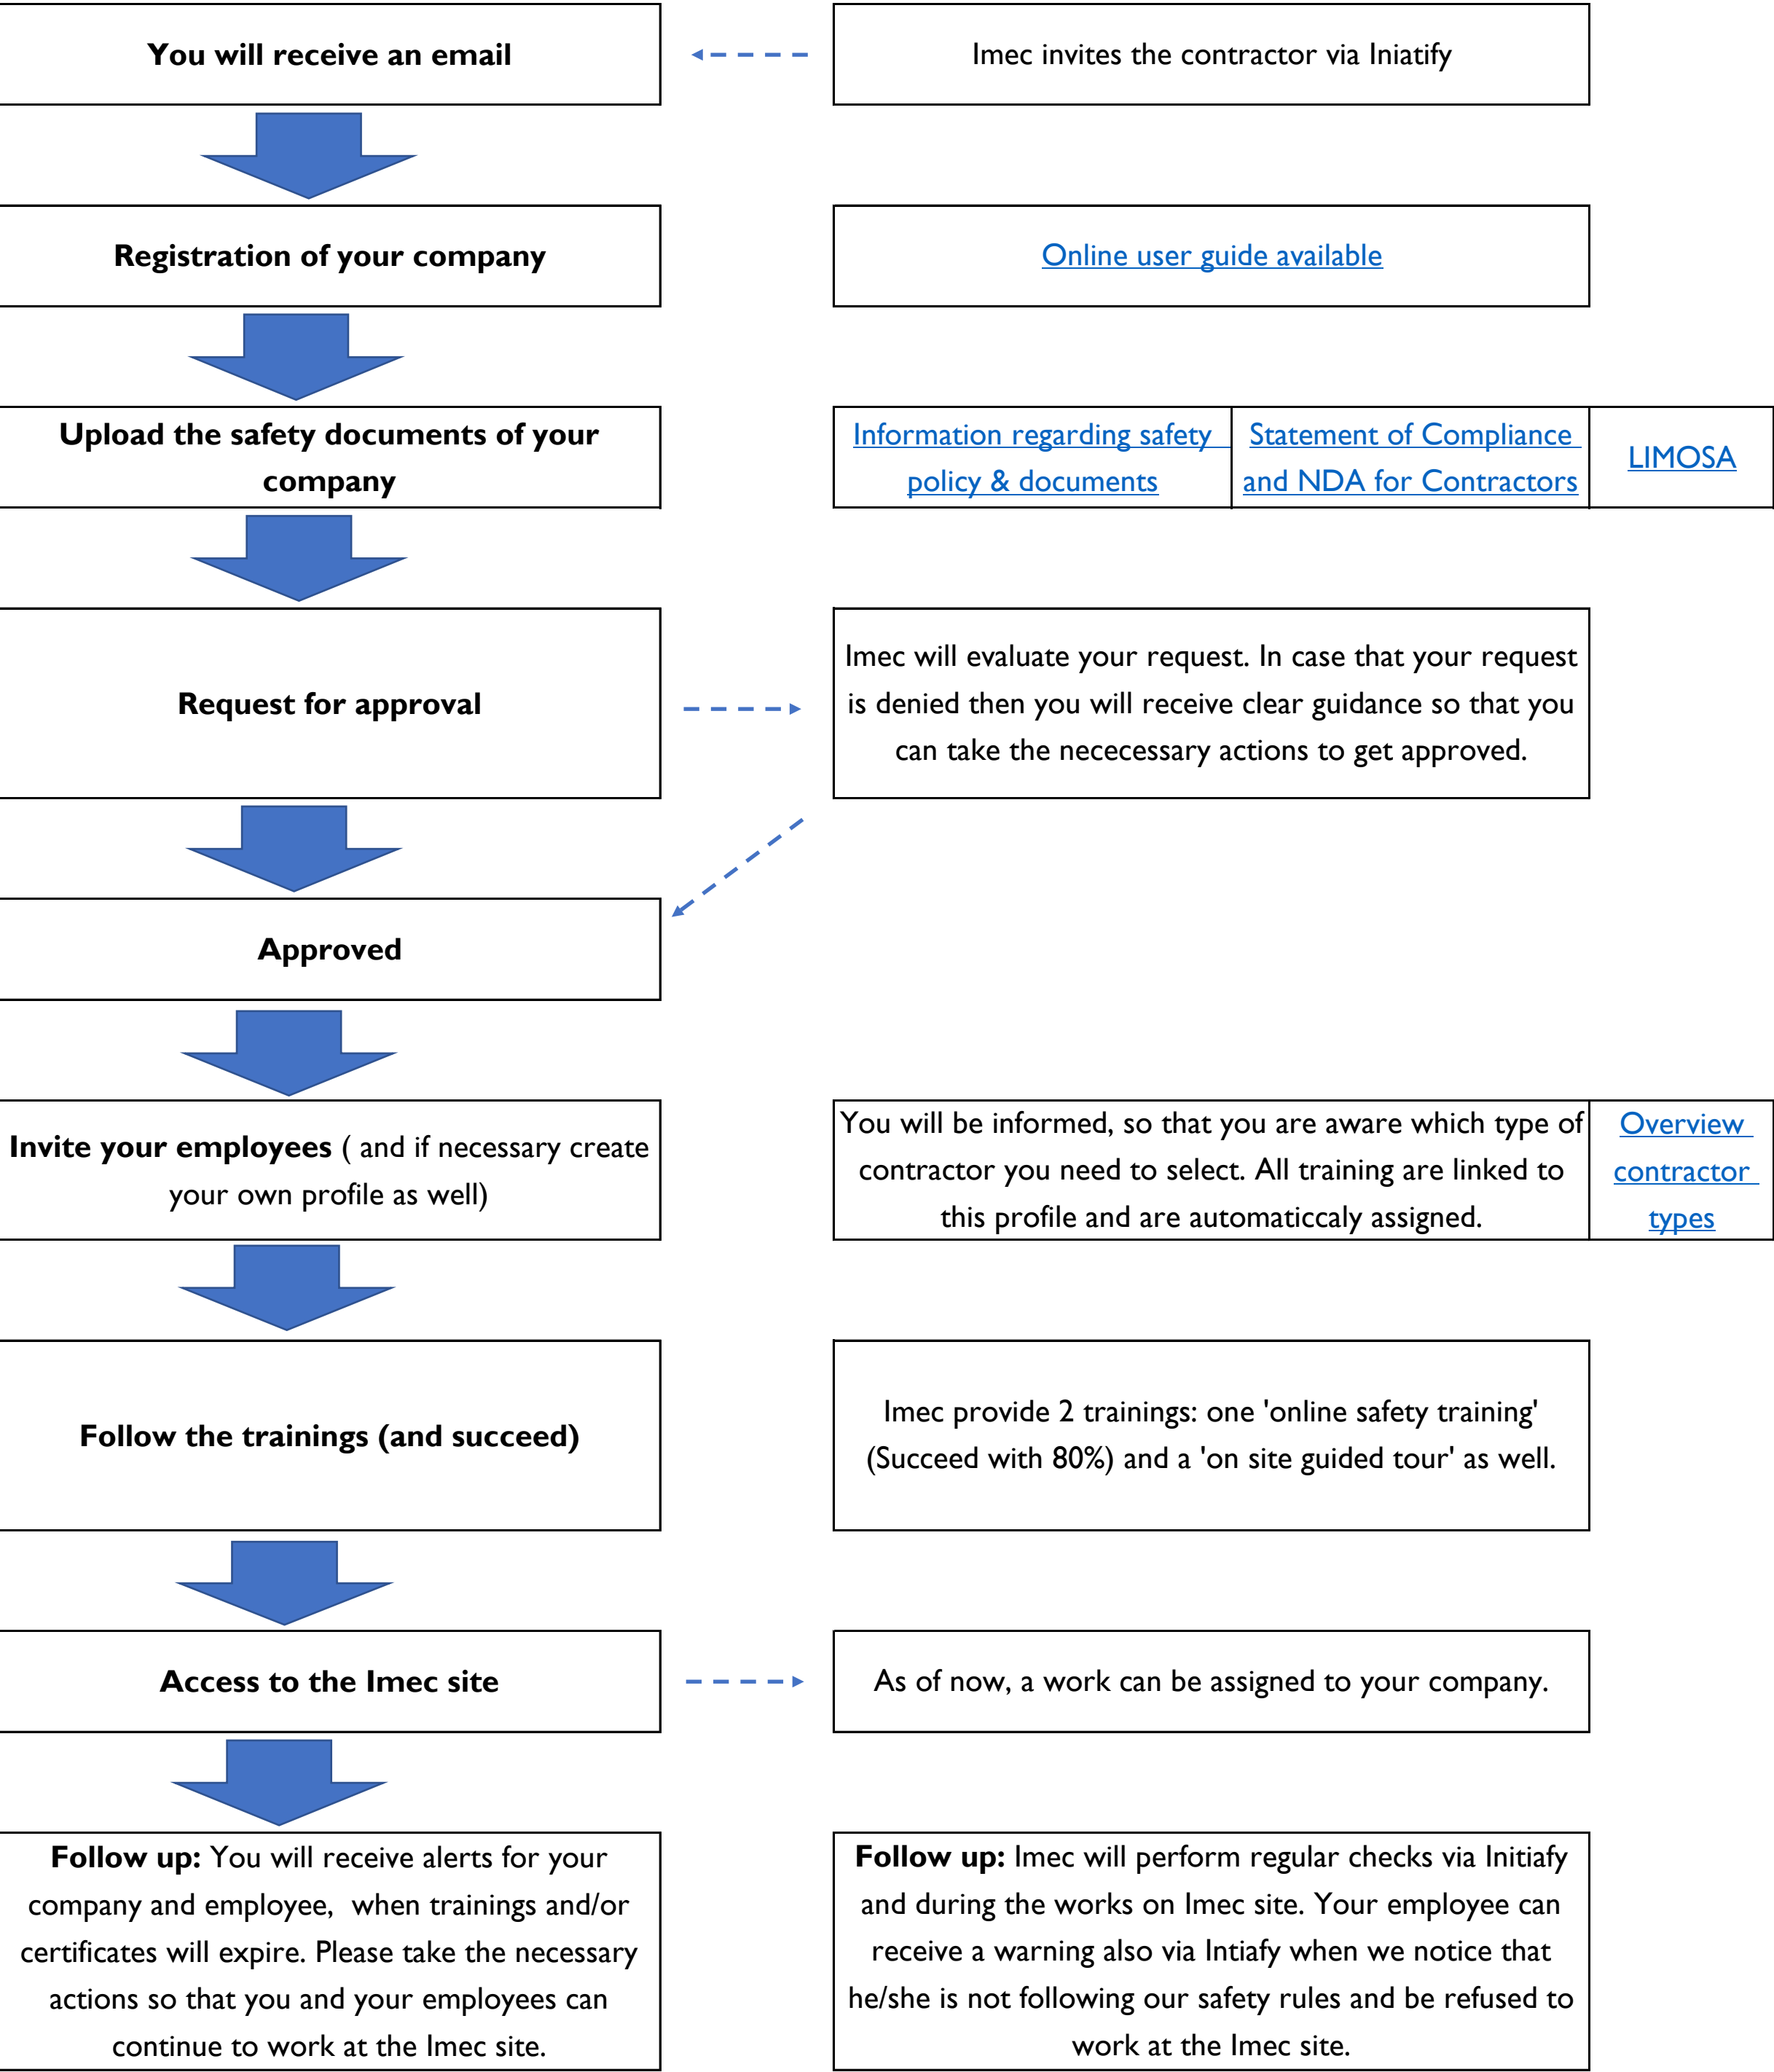 You will receive an email
Imec invites the contractor via Iniatify
Registration of your company
Online user guide available
Upload the safety documents of your
company
Information regarding safety
policy & documents
Statement of Compliance
and NDA for Contractors
LIMOSA
Request for approval
Imec will evaluate your request. In case that your request
is denied then you will receive clear guidance so that you
can take the nececessary actions to get approved.
Approved
Invite your employees ( and if necessary create
your own profile as well)
You will be informed, so that you are aware which type of
contractor you need to select. All training are linked to
this profile and are automaticcaly assigned.
Overview
contractor
types
Follow the trainings (and succeed)
Imec provide 2 trainings: one 'online safety training'
(Succeed with 80%) and a 'on site guided tour' as well.
Access to the Imec site
As of now, a work can be assigned to your company.
Follow up: You will receive alerts for your
company and employee,  when trainings and/or
certificates will expire. Please take the necessary
actions so that you and your employees can
continue to work at the Imec site.
Follow up: Imec will perform regular checks via Initiafy
and during the works on Imec site. Your employee can
receive a warning also via Intiafy when we notice that
he/she is not following our safety rules and be refused to
work at the Imec site.